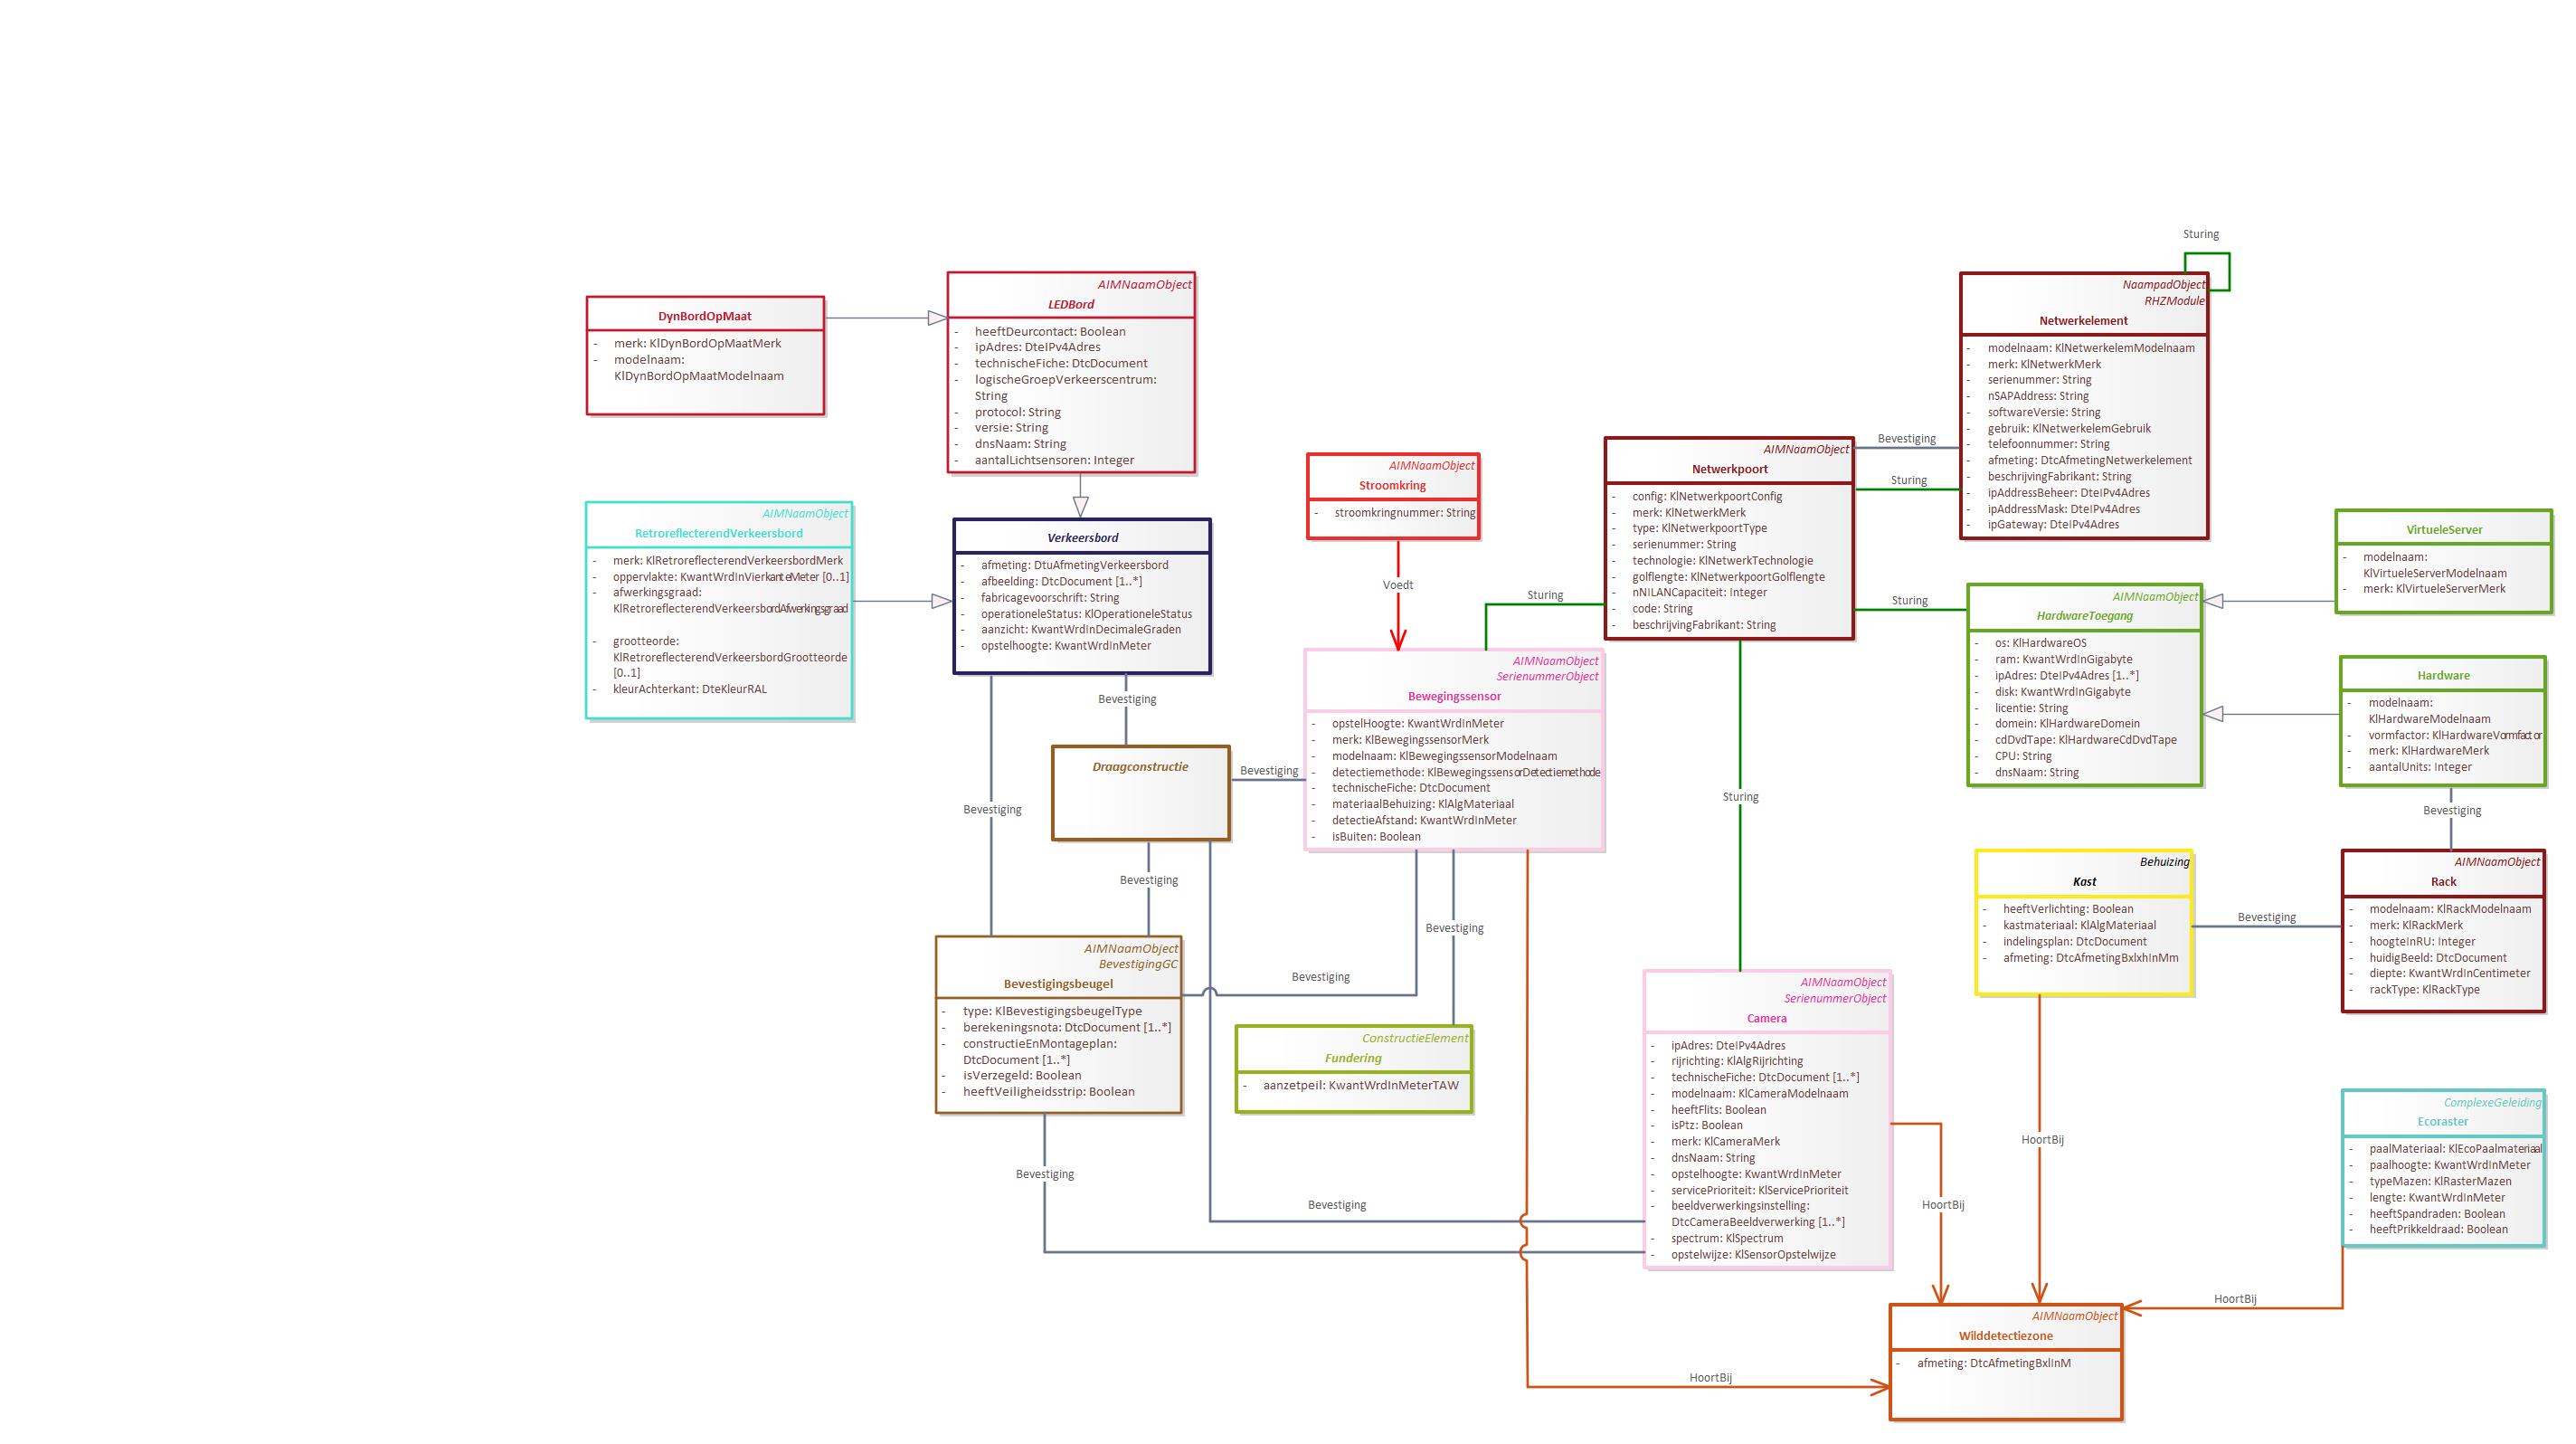 DynBordOpMaat
- merk: KlDynBordOpMaatMerk
- modelnaam:
KlDynBordOpMaatModelnaam
AIMNaamObject
LEDBord
- heeftDeurcontact: Boolean
- ipAdres: DteIPv4Adres
- technischeFiche: DtcDocument
- logischeGroepVerkeerscentrum:
String
- protocol: String
- versie: String
- dnsNaam: String
- aantalLichtsensoren: Integer
AIMNaamObject
RetroreflecterendVerkeersbord
- merk: KlRetroreflecterendVerkeersbordMerk
- oppervlakte: KwantWrdInVierkanteMeter [0..1]
- afwerkingsgraad:
KlRetroreflecterendVerkeersbordAfwerkingsgraad
- grootteorde:
KlRetroreflecterendVerkeersbordGrootteorde
[0..1]
- kleurAchterkant: DteKleurRAL
Verkeersbord
- afmeting: DtuAfmetingVerkeersbord
- afbeelding: DtcDocument [1..*]
- fabricagevoorschrift: String
- operationeleStatus: KlOperationeleStatus
- aanzicht: KwantWrdInDecimaleGraden
- opstelhoogte: KwantWrdInMeter
Bevestiging
Bevestiging
Draagconstructie
Bevestiging
Bevestiging
AIMNaamObject
BevestigingGC
Bevestigingsbeugel
- type: KlBevestigingsbeugelType
- berekeningsnota: DtcDocument [1..*]
- constructieEnMontageplan:
DtcDocument [1..*]
- isVerzegeld: Boolean
- heeftVeiligheidsstrip: Boolean
Bevestiging
AIMNaamObject
Stroomkring
- stroomkringnummer: String
Voedt
Sturing
AIMNaamObject
SerienummerObject
Bewegingssensor
- opstelHoogte: KwantWrdInMeter
- merk: KlBewegingssensorMerk
- modelnaam: KlBewegingssensorModelnaam
- detectiemethode: KlBewegingssensorDetectiemethode
- technischeFiche: DtcDocument
- materiaalBehuizing: KlAlgMateriaal
- detectieAfstand: KwantWrdInMeter
- isBuiten: Boolean
Bevestiging
Bevestiging
ConstructieElement
Fundering
- aanzetpeil: KwantWrdInMeterTAW
Bevestiging
HoortBij
AIMNaamObject
Netwerkpoort
- config: KlNetwerkpoortConfig
- merk: KlNetwerkMerk
- type: KlNetwerkpoortType
- serienummer: String
- technologie: KlNetwerkTechnologie
- golflengte: KlNetwerkpoortGolflengte
- nNILANCapaciteit: Integer
- code: String
- beschrijvingFabrikant: String
Bevestiging
Sturing
Sturing
Sturing
Sturing
NaampadObject
RHZModule
Netwerkelement
- modelnaam: KlNetwerkelemModelnaam
- merk: KlNetwerkMerk
- serienummer: String
- nSAPAddress: String
- softwareVersie: String
- gebruik: KlNetwerkelemGebruik
- telefoonnummer: String
- afmeting: DtcAfmetingNetwerkelement
- beschrijvingFabrikant: String
- ipAddressBeheer: DteIPv4Adres
- ipAddressMask: DteIPv4Adres
- ipGateway: DteIPv4Adres
AIMNaamObject
HardwareToegang
- os: KlHardwareOS
- ram: KwantWrdInGigabyte
- ipAdres: DteIPv4Adres [1..*]
- disk: KwantWrdInGigabyte
- licentie: String
- domein: KlHardwareDomein
- cdDvdTape: KlHardwareCdDvdTape
- CPU: String
- dnsNaam: String
VirtueleServer
- modelnaam:
KlVirtueleServerModelnaam
- merk: KlVirtueleServerMerk
Hardware
- modelnaam:
KlHardwareModelnaam
- vormfactor: KlHardwareVormfactor
- merk: KlHardwareMerk
- aantalUnits: Integer
Bevestiging
Behuizing
Kast
- heeftVerlichting: Boolean
- kastmateriaal: KlAlgMateriaal
- indelingsplan: DtcDocument
- afmeting: DtcAfmetingBxlxhInMm
Bevestiging
AIMNaamObject
Rack
- modelnaam: KlRackModelnaam
- merk: KlRackMerk
- hoogteInRU: Integer
- huidigBeeld: DtcDocument
- diepte: KwantWrdInCentimeter
- rackType: KlRackType
AIMNaamObject
SerienummerObject
Camera
- ipAdres: DteIPv4Adres
- rijrichting: KlAlgRijrichting
- technischeFiche: DtcDocument [1..*]
- modelnaam: KlCameraModelnaam
- heeftFlits: Boolean
- isPtz: Boolean
- merk: KlCameraMerk
- dnsNaam: String
- opstelhoogte: KwantWrdInMeter
- servicePrioriteit: KlServicePrioriteit
- beeldverwerkingsinstelling:
DtcCameraBeeldverwerking [1..*]
- spectrum: KlSpectrum
- opstelwijze: KlSensorOpstelwijze
HoortBij
HoortBij
ComplexeGeleiding
Ecoraster
- paalMateriaal: KlEcoPaalmateriaal
- paalhoogte: KwantWrdInMeter
- typeMazen: KlRasterMazen
- lengte: KwantWrdInMeter
- heeftSpandraden: Boolean
- heeftPrikkeldraad: Boolean
HoortBij
AIMNaamObject
Wilddetectiezone
- afmeting: DtcAfmetingBxlInM